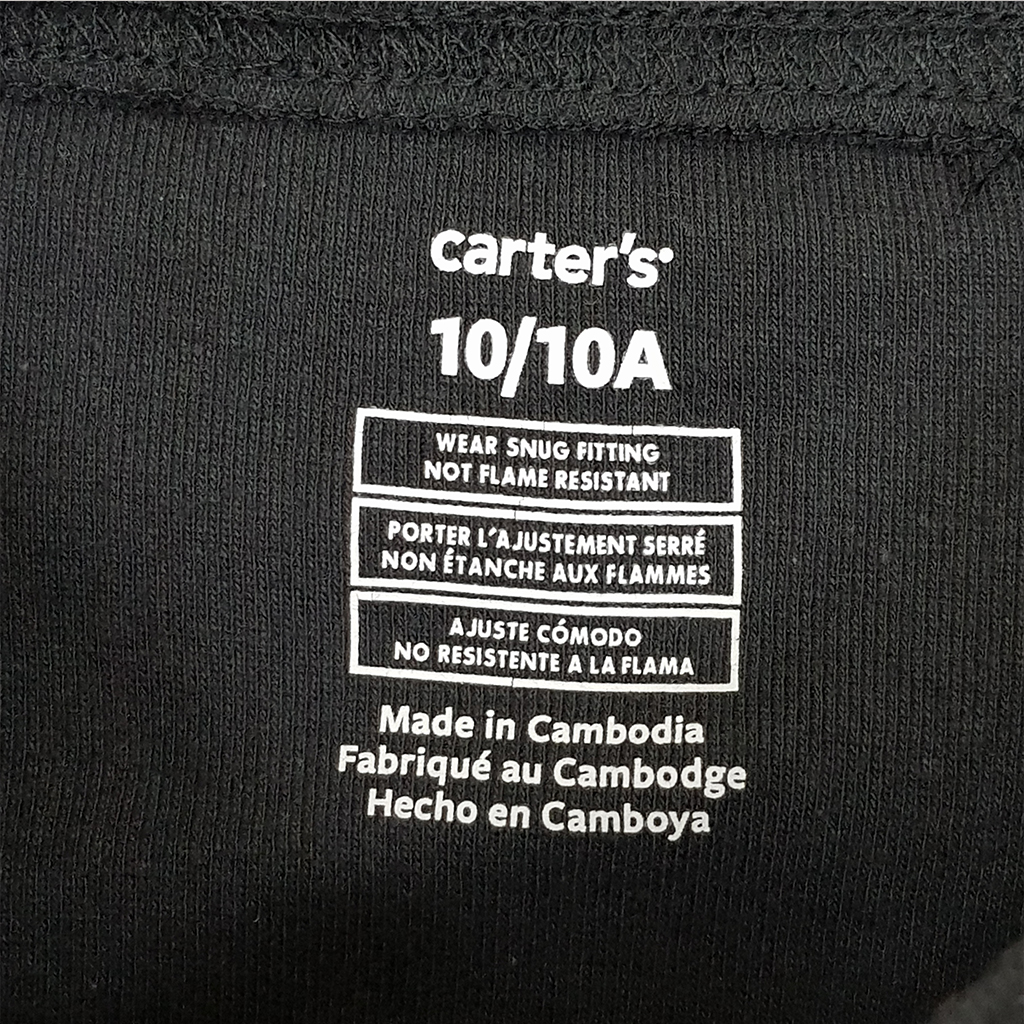 carter's
10/10A
WEAR SNUG FITTING
NOT FLAME RESISTANT
PORTER L'AJUSTEMENT SERRÉ
NON ÉTANCHE AUX FLAMMES
AJUSTE CÓMODO
NO RESISTENTE A LA FLAMA
Made in Cambodia
Fabriqué au Cambodge
Hecho en Camboya